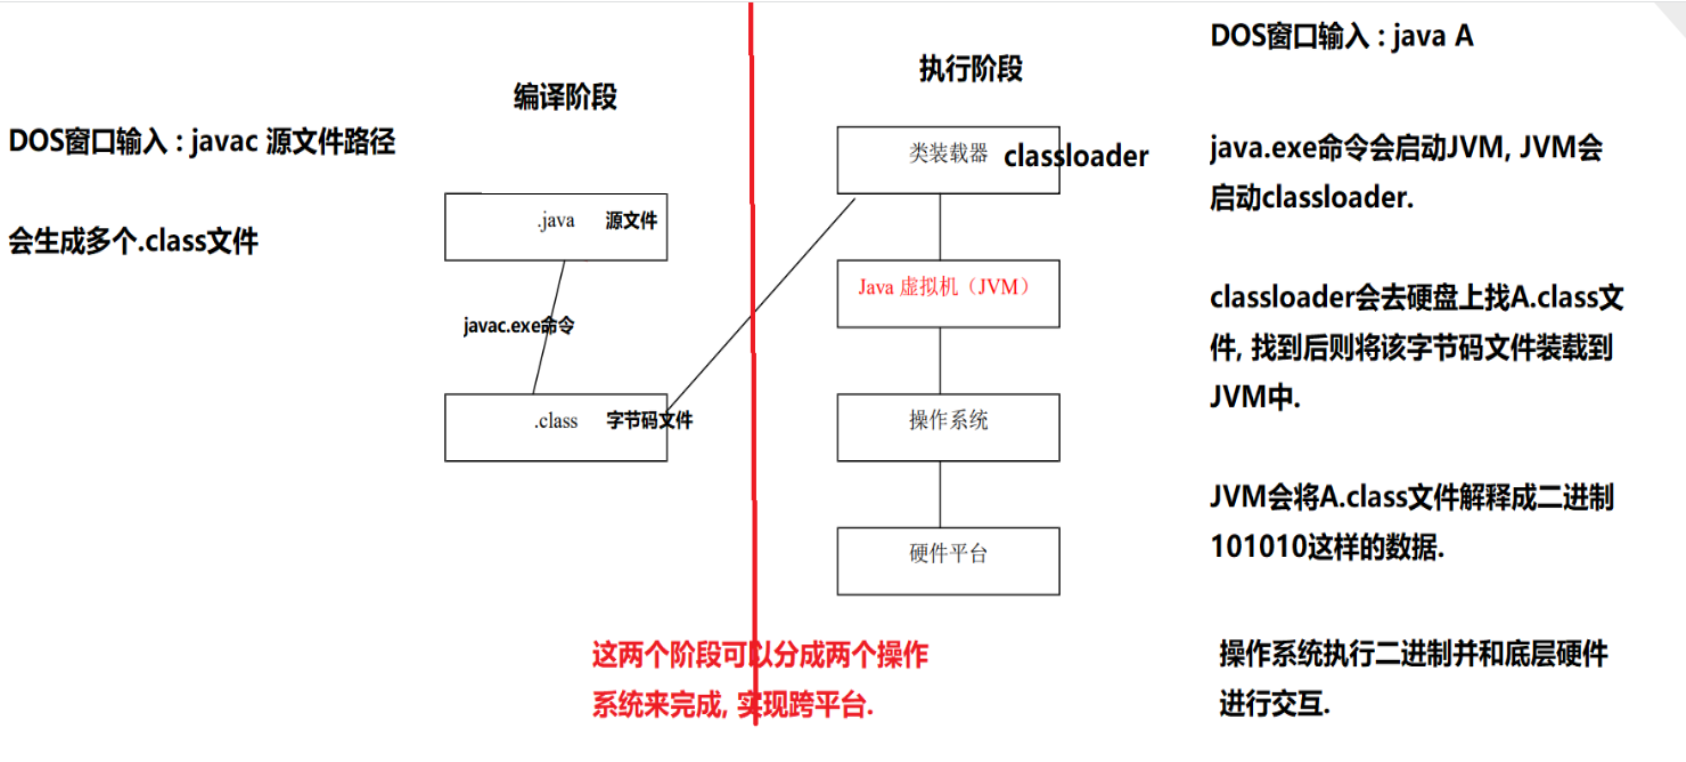 编译阶段
DOS窗口输入 : javac 源文件路径
会生成多个.class文件
.java 源文件
javac.exe命令
.class 字节码文件
执行阶段
类装载器 classloader
Java 虚拟机（JVM）
操作系统
硬件平台
DOS窗口输入 : java A
java.exe命令会启动JVM, JVM会
启动classloader.
classloader会去硬盘上找A.class文
件, 找到后则将该字节码文件装载到
JVM中.
JVM会将A.class文件解释成二进制
101010这样的数据.
操作系统执行二进制并和底层硬件
进行交互.
这两个阶段可以分成两个操作
系统来完成, 实现跨平台.